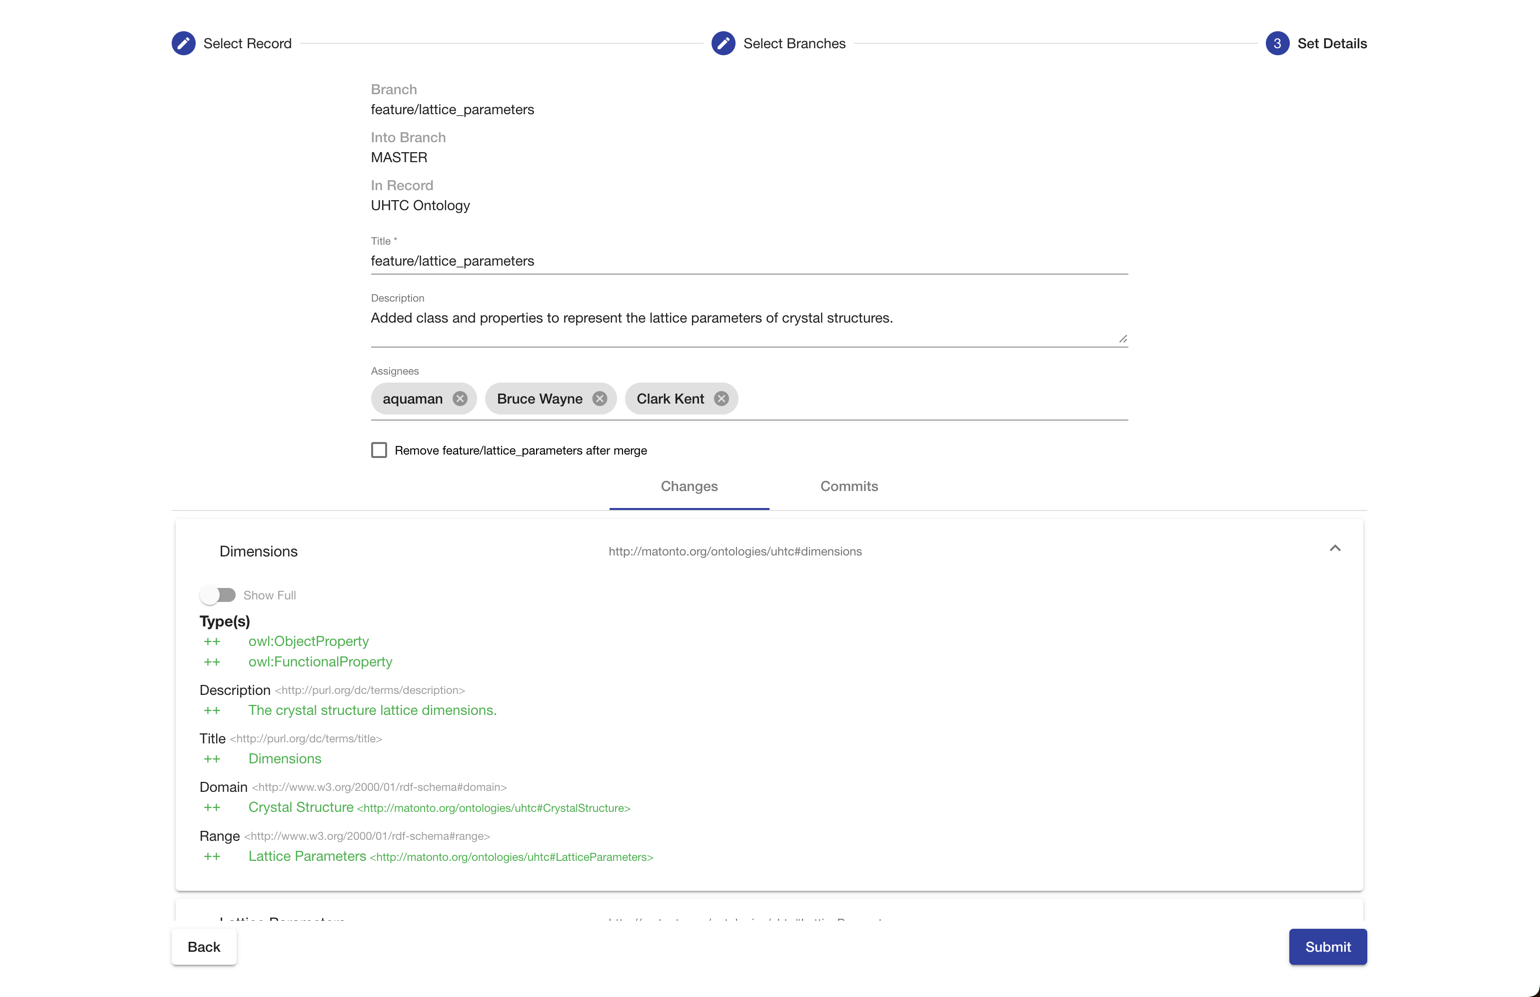 Select Record
Select Branches
3 Set Details
Branch
feature/lattice_parameters
Into Branch
MASTER
In Record
UHTC Ontology
Title *
feature/lattice_parameters
Description
Added class and properties to represent the lattice parameters of crystal structures.
Assignees
aquaman Bruce Wayne Clark Kent
Remove feature/lattice_parameters after merge
Changes Commits
Dimensions http://matonto.org/ontologies/uhtc#dimensions
Show Full
Type(s)
++ owl:ObjectProperty
++ owl:FunctionalProperty
Description <http://purl.org/dc/terms/description>
++ The crystal structure lattice dimensions.
Title <http://purl.org/dc/terms/title>
++ Dimensions
Domain <http://www.w3.org/2000/01/rdf-schema#domain>
++ Crystal Structure <http://matonto.org/ontologies/uhtc#CrystalStructure>
Range <http://www.w3.org/2000/01/rdf-schema#range>
++ Lattice Parameters <http://matonto.org/ontologies/uhtc#LatticeParameters>
Lattice Parameters
Back
Submit